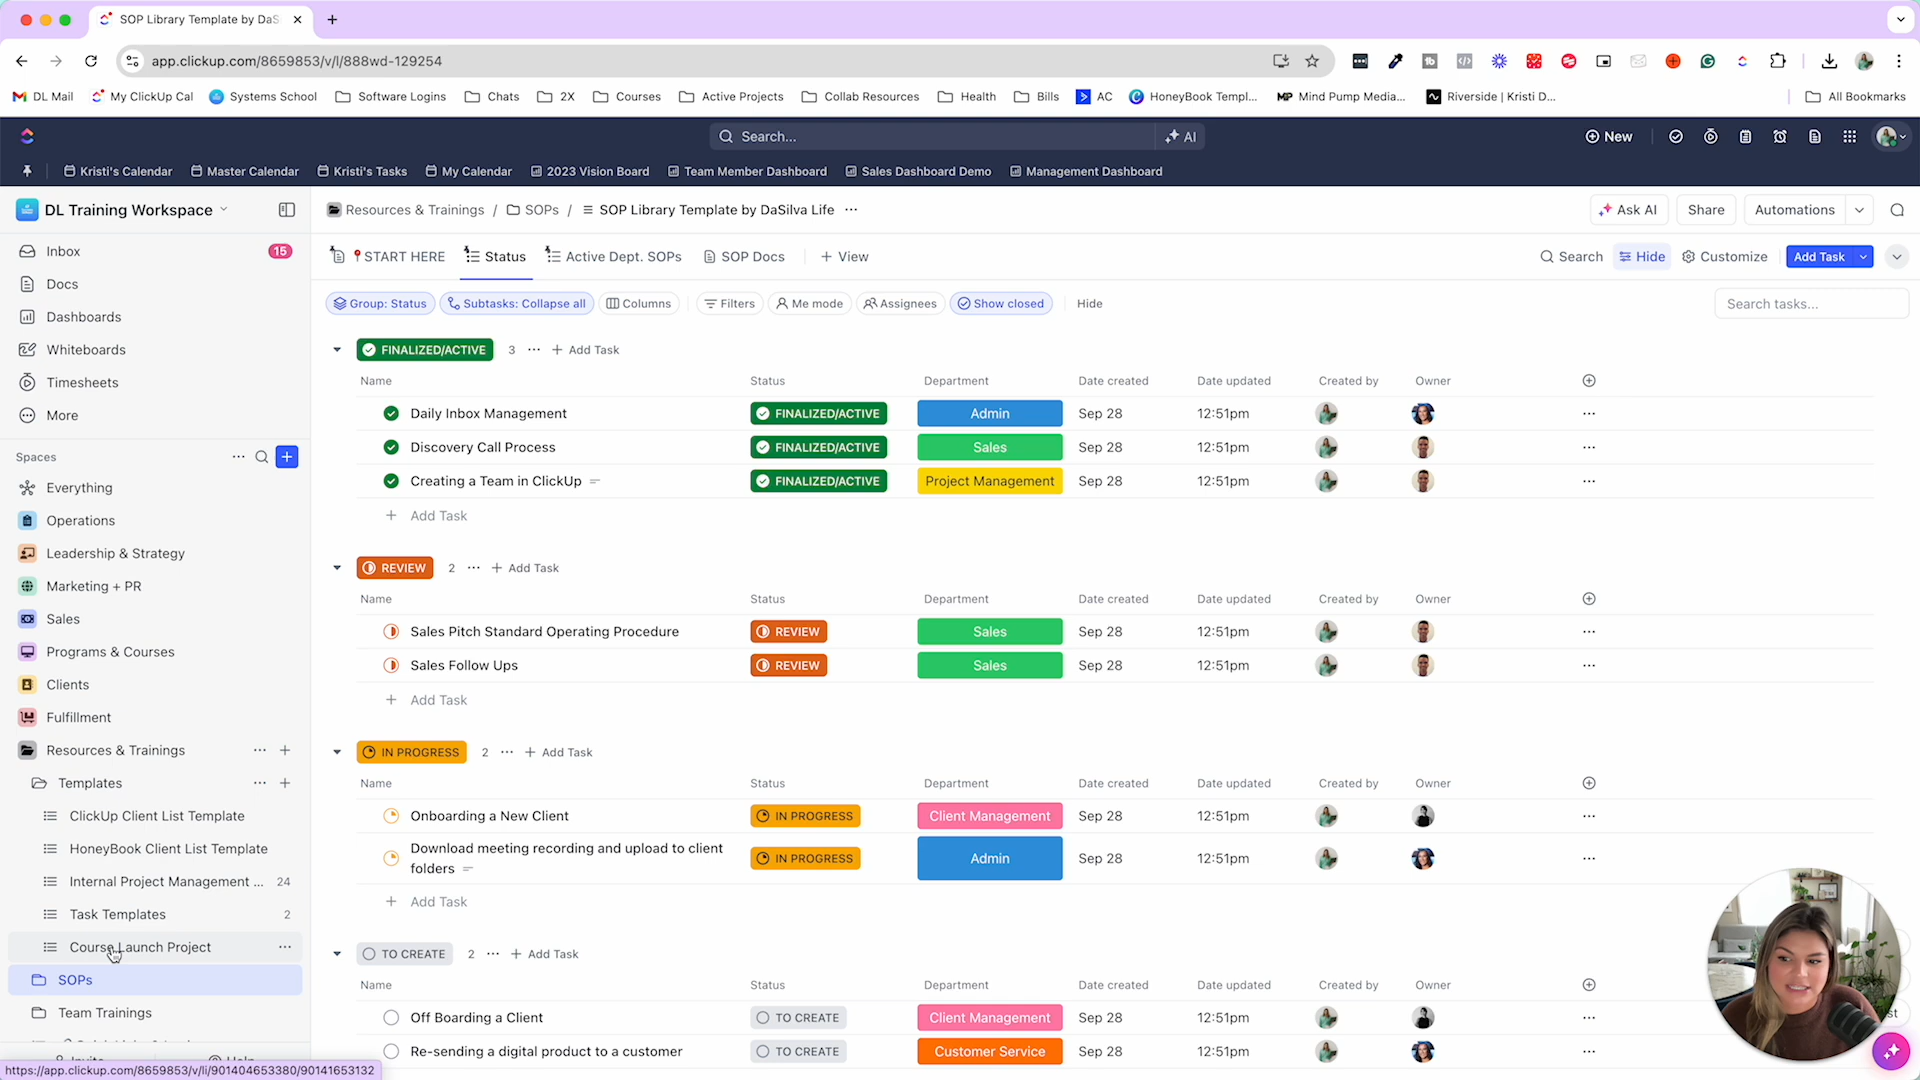 SOP Library Template by DaS
app.clickup.com/8659853/v/l/888wd-129254
DL Mail
My ClickUp Cal
Systems School
Software Logins
Chats
2X
Courses
Active Projects
Collab Resources
Health
Bills
AC
HoneyBook Templ...
Mind Pump Media...
Riverside | Kristi D...
All Bookmarks
Search...
AI
New
Kristi's Calendar
Master Calendar
Kristi's Tasks
My Calendar
2023 Vision Board
Team Member Dashboard
Sales Dashboard Demo
Management Dashboard
DL Training Workspace
Resources & Trainings / SOPs / SOP Library Template by DaSilva Life
Ask AI
Share
Automations
Inbox 15
Docs
Dashboards
Whiteboards
Timesheets
More
Spaces
Everything
Operations
Leadership & Strategy
Marketing + PR
Sales
Programs & Courses
Clients
Fulfillment
Resources & Trainings
Templates
ClickUp Client List Template
HoneyBook Client List Template
Internal Project Management ... 24
Task Templates 2
Course Launch Project
SOPs
Team Trainings
START HERE
Status
Active Dept. SOPs
SOP Docs
+ View
Search
Hide
Customize
Add Task
Group: Status
Subtasks: Collapse all
Columns
Filters
Me mode
Assignees
Show closed
Hide
Search tasks...
FINALIZED/ACTIVE 3 ... + Add Task
Name Status Department Date created Date updated Created by Owner
Daily Inbox Management FINALIZED/ACTIVE Admin Sep 28 12:51pm
Discovery Call Process FINALIZED/ACTIVE Sales Sep 28 12:51pm
Creating a Team in ClickUp FINALIZED/ACTIVE Project Management Sep 28 12:51pm
+ Add Task
REVIEW 2 ... + Add Task
Name Status Department Date created Date updated Created by Owner
Sales Pitch Standard Operating Procedure REVIEW Sales Sep 28 12:51pm
Sales Follow Ups REVIEW Sales Sep 28 12:51pm
+ Add Task
IN PROGRESS 2 ... + Add Task
Name Status Department Date created Date updated Created by Owner
Onboarding a New Client IN PROGRESS Client Management Sep 28 12:51pm
Download meeting recording and upload to client
folders IN PROGRESS Admin Sep 28 12:51pm
+ Add Task
TO CREATE 2 ... + Add Task
Name Status Department Date created Date updated Created by Owner
Off Boarding a Client TO CREATE Client Management Sep 28 12:51pm
Re-sending a digital product to a customer TO CREATE Customer Service Sep 28 12:51pm
https://app.clickup.com/8659853/v/li/901404653380/90141653132